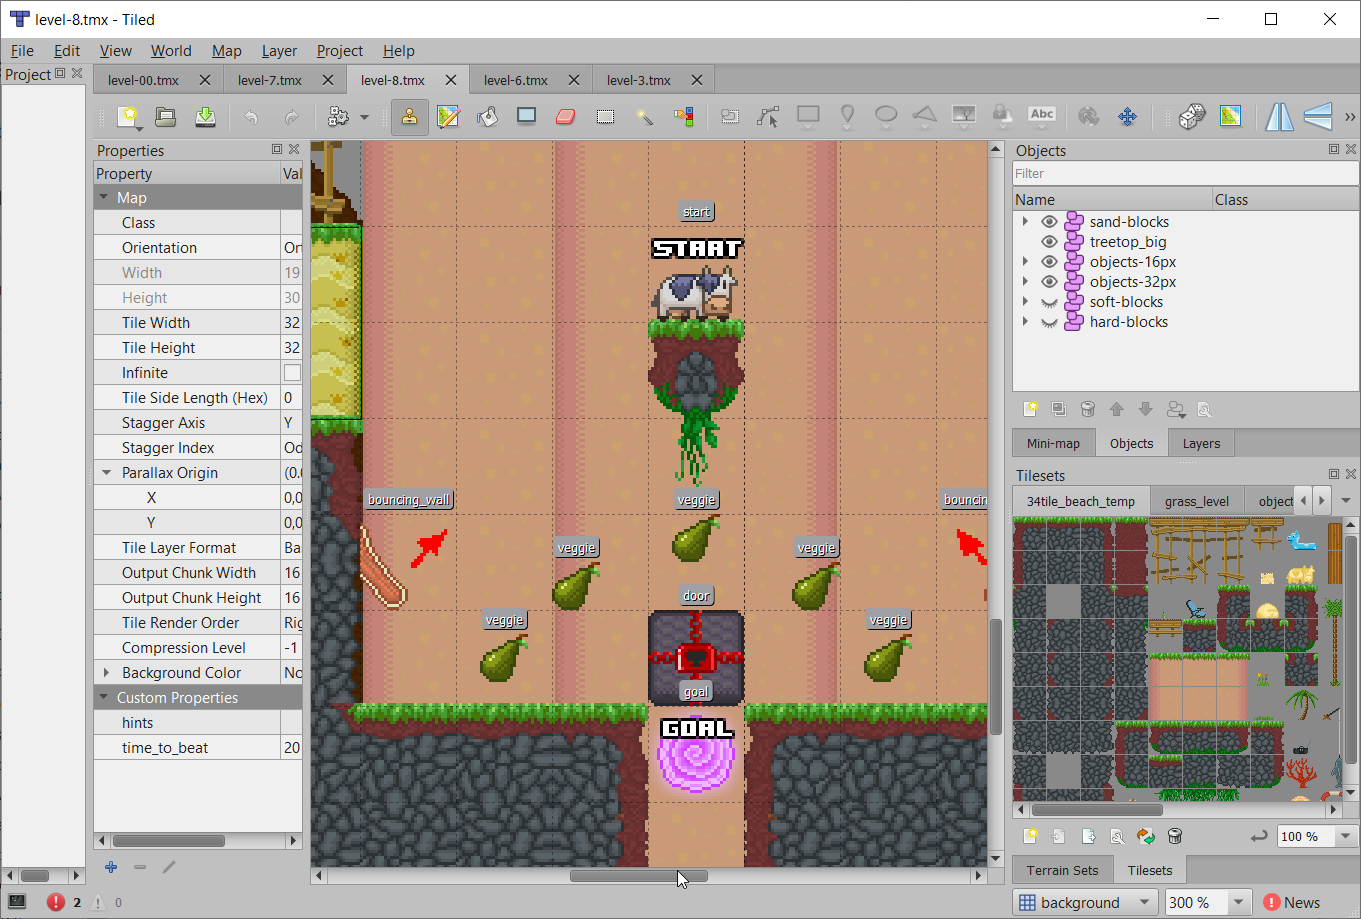 level-8.tmx - Tiled
File Edit View World Map Layer Project Help
Project
level-00.tmx level-7.tmx level-8.tmx level-6.tmx level-3.tmx
Abc
Properties
Property Val
Map
Class
Orientation Ort
Width 19
Height 30
Tile Width 32
Tile Height 32
Infinite
Tile Side Length (Hex) 0
Stagger Axis Y
Stagger Index Od
Parallax Origin (0.0
X 0,0
Y 0,0
Tile Layer Format Bas
Output Chunk Width 16
Output Chunk Height 16
Tile Render Order Rig
Compression Level -1
Background Color No
Custom Properties
hints
time_to_beat 20
start
START
bouncing_wall veggie bouncin
veggie veggie
door
veggie veggie
goal
GOAL
Objects
Filter
Name Class
sand-blocks
treetop_big
objects-16px
objects-32px
soft-blocks
hard-blocks
Mini-map Objects Layers
Tilesets
34tile_beach_temp grass_level object
100 %
Terrain Sets Tilesets
2 0 background 300 % News